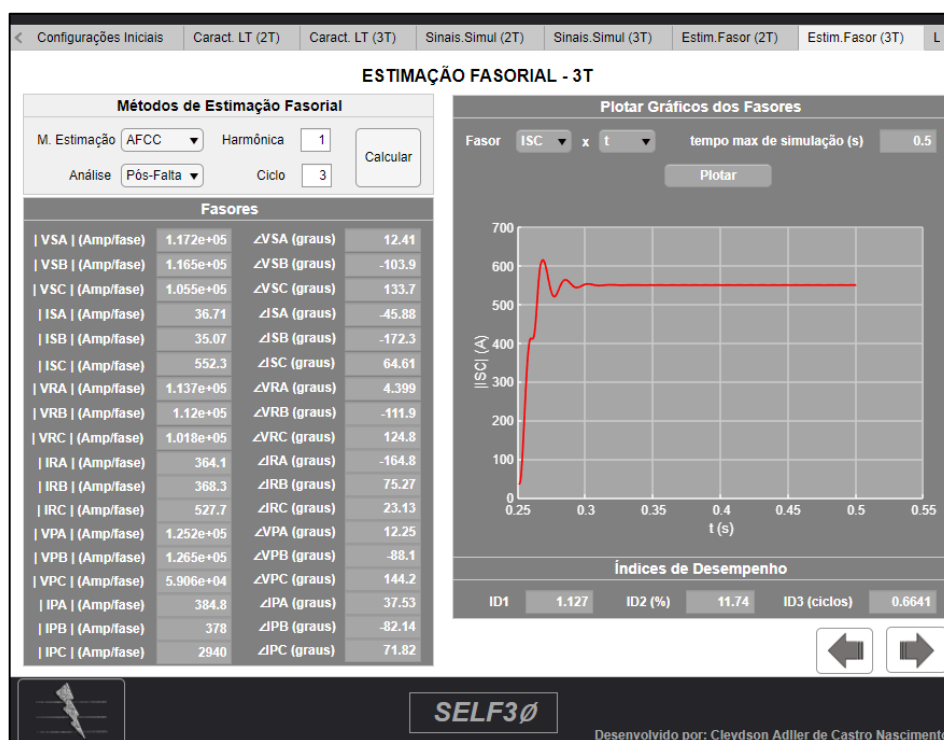 Configurações Iniciais Caract. LT (2T) Caract. LT (3T) Sinais.Simul (2T) Sinais.Simul (3T) Estim.Fasor (2T) Estim.Fasor (3T) L
ESTIMAÇÃO FASORIAL - 3T
Métodos de Estimação Fasorial
M. Estimação AFCC Harmônica 1
Calcular
Análise Pós-Falta Ciclo 3
Fasores
| VSA | (Amp/fase) 1.172e+05 ∠VSA (graus) 12.41
| VSB | (Amp/fase) 1.165e+05 ∠VSB (graus) -103.9
| VSC | (Amp/fase) 1.055e+05 ∠VSC (graus) 133.7
| ISA | (Amp/fase) 36.71 ∠ISA (graus) -45.88
| ISB | (Amp/fase) 35.07 ∠ISB (graus) -172.3
| ISC | (Amp/fase) 552.3 ∠ISC (graus) 64.61
| VRA | (Amp/fase) 1.137e+05 ∠VRA (graus) 4.399
| VRB | (Amp/fase) 1.12e+05 ∠VRB (graus) -111.9
| VRC | (Amp/fase) 1.018e+05 ∠VRC (graus) 124.8
| IRA | (Amp/fase) 364.1 ∠IRA (graus) -164.8
| IRB | (Amp/fase) 368.3 ∠IRB (graus) 75.27
| IRC | (Amp/fase) 527.7 ∠IRC (graus) 23.13
| VPA | (Amp/fase) 1.252e+05 ∠VPA (graus) 12.25
| VPB | (Amp/fase) 1.265e+05 ∠VPB (graus) -88.1
| VPC | (Amp/fase) 5.906e+04 ∠VPC (graus) 144.2
| IPA | (Amp/fase) 384.8 ∠IPA (graus) 37.53
| IPB | (Amp/fase) 378 ∠IPB (graus) -82.14
| IPC | (Amp/fase) 2940 ∠IPC (graus) 71.82
Plotar Gráficos dos Fasores
Fasor ISC x t tempo max de simulação (s) 0.5
Plotar
700
600
500
400
300
200
100
0
|ISC| (A)
0.25 0.3 0.35 0.4 0.45 0.5 0.55
t (s)
Índices de Desempenho
ID1 1.127 ID2 (%) 11.74 ID3 (ciclos) 0.6641
SELF3Ø
Desenvolvido por: Cleydson Adller de Castro Nascimento